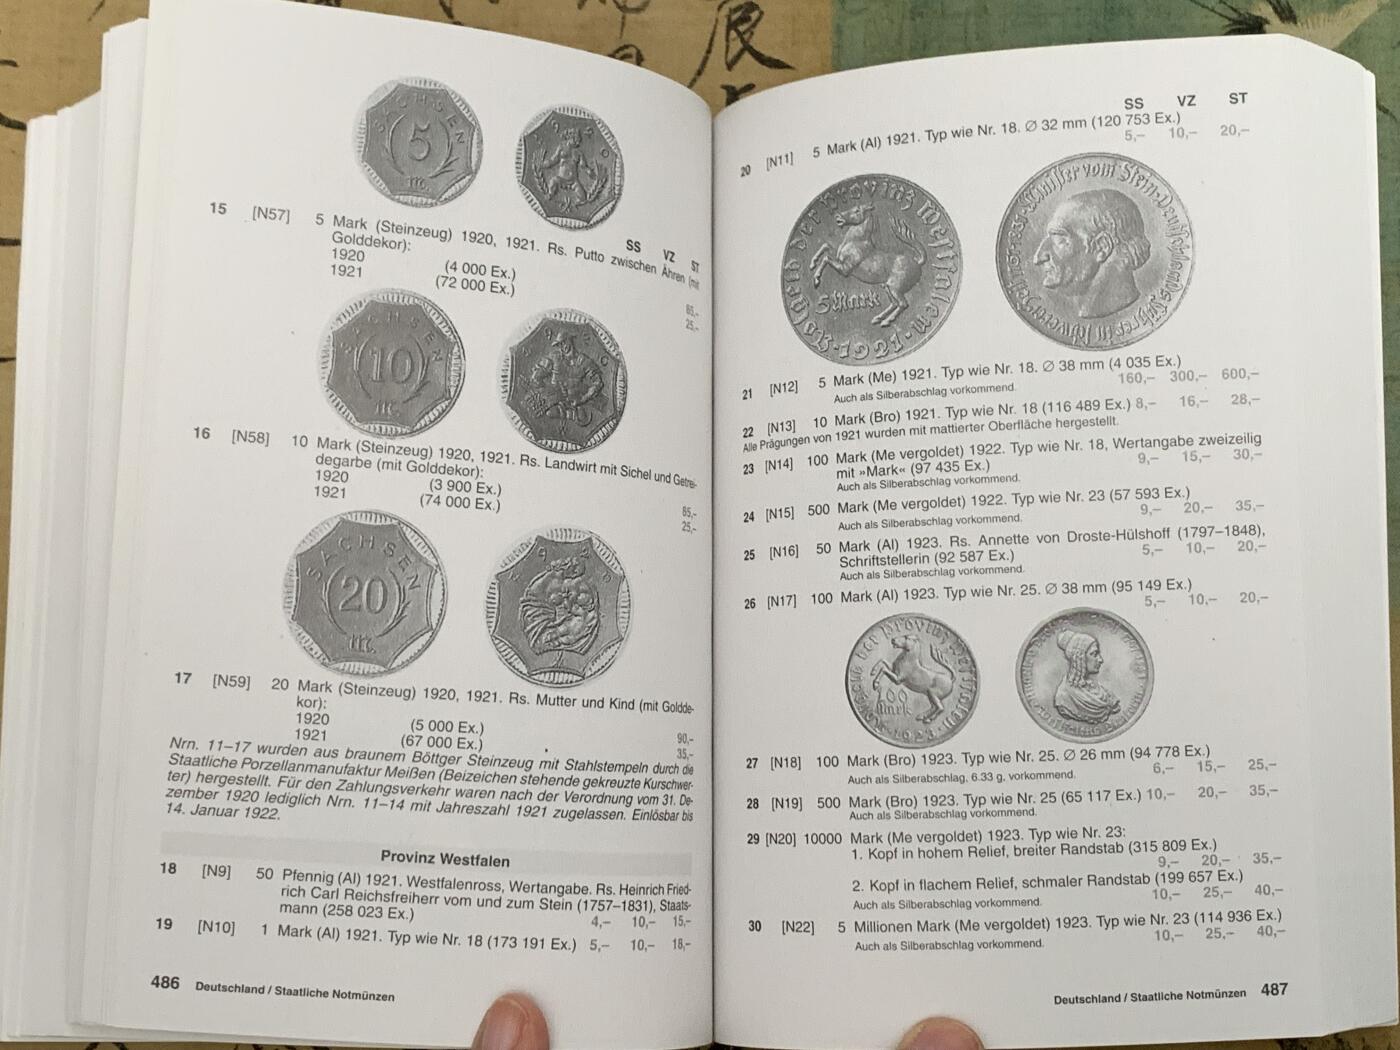 SACHSEN
5
M.
1920
15 [N57] 5 Mark (Steinzeug) 1920, 1921. Rs. Putto zwischen Ähren (mit
Golddekor):
SS VZ ST
1920 (4 000 Ex.) 65,-
1921 (72 000 Ex.) 25,-
SACHSEN
10
M.
1920
16 [N58] 10 Mark (Steinzeug) 1920, 1921. Rs. Landwirt mit Sichel und Getrei-
degarbe (mit Golddekor):
1920 (3 900 Ex.) 65,-
1921 (74 000 Ex.) 25,-
SACHSEN
20
M.
17 [N59] 20 Mark (Steinzeug) 1920, 1921. Rs. Mutter und Kind (mit Goldde-
kor):
1920 (5 000 Ex.) 90,-
1921 (67 000 Ex.) 35,-
Nrn. 11–17 wurden aus braunem Böttger Steinzeug mit Stahlstempeln durch die
Staatliche Porzellanmanufaktur Meißen (Beizeichen stehende gekreuzte Kurschwer-
ter) hergestellt. Für den Zahlungsverkehr waren nach der Verordnung vom 31. De-
zember 1920 lediglich Nrn. 11–14 mit Jahreszahl 1921 zugelassen. Einlösbar bis
14. Januar 1922.
Provinz Westfalen
18 [N9] 50 Pfennig (Al) 1921. Westfalenross, Wertangabe. Rs. Heinrich Fried-
rich Carl Reichsfreiherr vom und zum Stein (1757–1831), Staats-
mann (258 023 Ex.) 4,– 10,– 15,–
19 [N10] 1 Mark (Al) 1921. Typ wie Nr. 18 (173 191 Ex.) 5,– 10,– 18,–
486 Deutschland / Staatliche Notmünzen
SS VZ ST
20 [N11] 5 Mark (Al) 1921. Typ wie Nr. 18. Ø 32 mm (120 753 Ex.)
5,– 10,– 20,–
Notgeld der Provinz Westfalen
5 Mark
1921
Minister vom Stein Deutschlands Führer in schwerer Zeit
21 [N12] 5 Mark (Me) 1921. Typ wie Nr. 18. Ø 38 mm (4 035 Ex.)
Auch als Silberabschlag vorkommend. 160,– 300,– 600,–
22 [N13] 10 Mark (Bro) 1921. Typ wie Nr. 18 (116 489 Ex.) 8,– 16,– 28,–
Alle Prägungen von 1921 wurden mit mattierter Oberfläche hergestellt.
23 [N14] 100 Mark (Me vergoldet) 1922. Typ wie Nr. 18, Wertangabe zweizeilig
mit »Mark« (97 435 Ex.) 9,– 15,– 30,–
Auch als Silberabschlag vorkommend.
24 [N15] 500 Mark (Me vergoldet) 1922. Typ wie Nr. 23 (57 593 Ex.)
Auch als Silberabschlag vorkommend. 9,– 20,– 35,–
25 [N16] 50 Mark (Al) 1923. Rs. Annette von Droste-Hülshoff (1797–1848),
Schriftstellerin (92 587 Ex.) 5,– 10,– 20,–
Auch als Silberabschlag vorkommend.
26 [N17] 100 Mark (Al) 1923. Typ wie Nr. 25. Ø 38 mm (95 149 Ex.)
5,– 10,– 20,–
100
Mark
1923
27 [N18] 100 Mark (Bro) 1923. Typ wie Nr. 25. Ø 26 mm (94 778 Ex.)
Auch als Silberabschlag, 6.33 g, vorkommend. 6,– 15,– 25,–
28 [N19] 500 Mark (Bro) 1923. Typ wie Nr. 25 (65 117 Ex.) 10,– 20,– 35,–
Auch als Silberabschlag vorkommend.
29 [N20] 10000 Mark (Me vergoldet) 1923. Typ wie Nr. 23:
1. Kopf in hohem Relief, breiter Randstab (315 809 Ex.)
9,– 20,– 35,–
2. Kopf in flachem Relief, schmaler Randstab (199 657 Ex.)
Auch als Silberabschlag vorkommend. 10,– 25,– 40,–
30 [N22] 5 Millionen Mark (Me vergoldet) 1923. Typ wie Nr. 23 (114 936 Ex.)
Auch als Silberabschlag vorkommend. 10,– 25,– 40,–
Deutschland / Staatliche Notmünzen 487